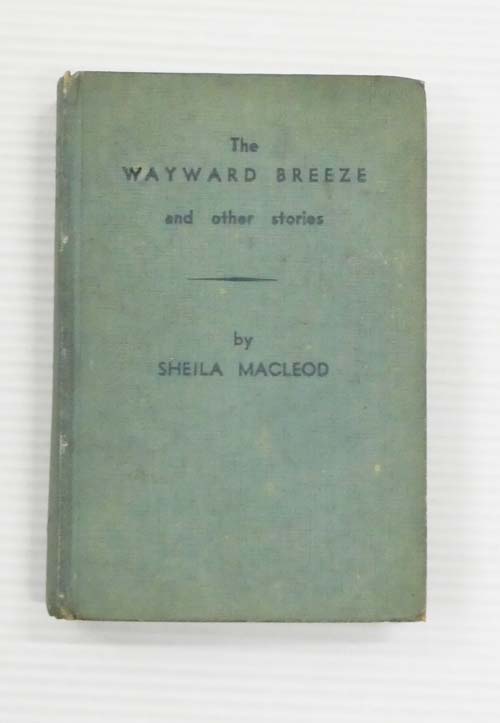 The
WAYWARD BREEZE
and other stories
by
SHEILA MACLEOD